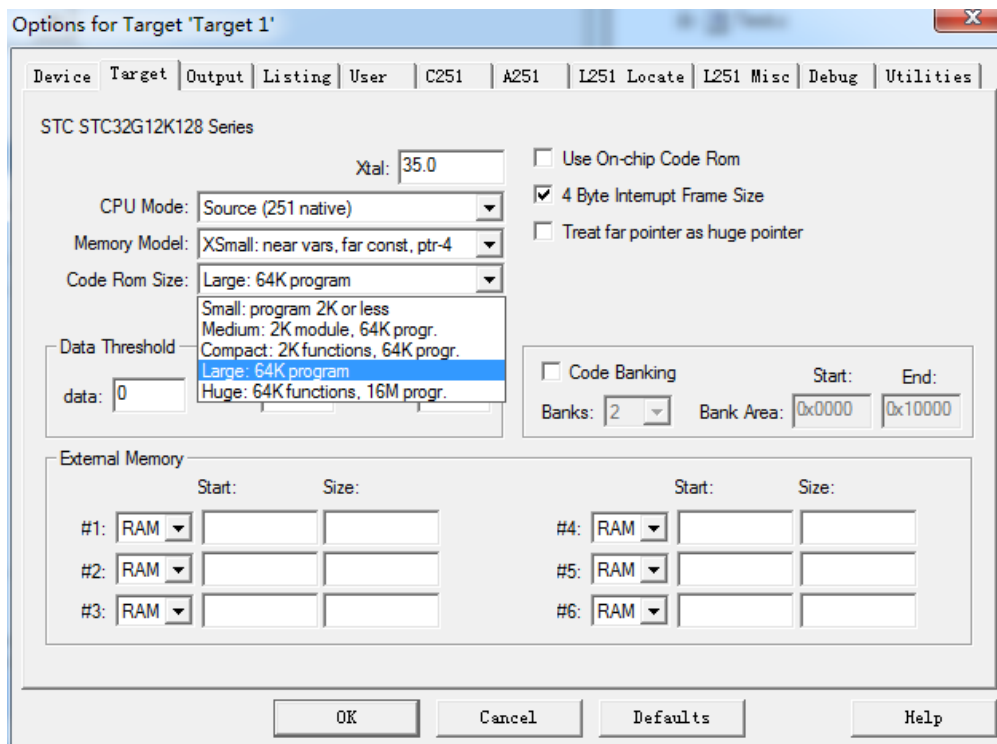 Options for Target 'Target 1'
Device Target Output Listing User C251 A251 L251 Locate L251 Misc Debug Utilities
STC STC32G12K128 Series
Xtal: 35.0
Use On-chip Code Rom
CPU Mode: Source (251 native)
4 Byte Interrupt Frame Size
Memory Model: XSmall: near vars, far const, ptr-4
Treat far pointer as huge pointer
Code Rom Size: Large: 64K program
Small: program 2K or less
Medium: 2K module, 64K progr.
Compact: 2K functions, 64K progr.
Large: 64K program
Huge: 64K functions, 16M progr.
Data Threshold
data: 0
Code Banking Start: End:
Banks: 2 Bank Area: 0x0000 0x10000
External Memory
Start: Size: Start: Size:
#1: RAM #4: RAM
#2: RAM #5: RAM
#3: RAM #6: RAM
OK Cancel Defaults Help